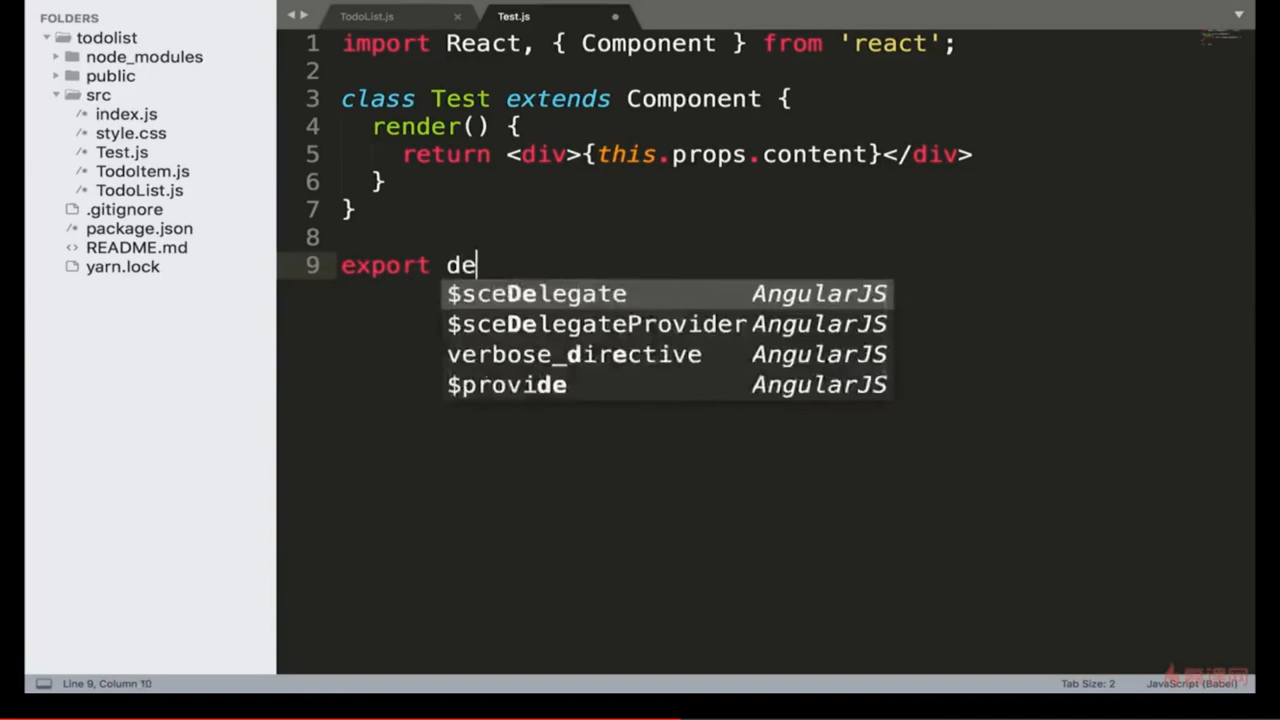 FOLDERS
todolist
node_modules
public
src
index.js
style.css
Test.js
TodoItem.js
TodoList.js
.gitignore
package.json
README.md
yarn.lock
TodoList.js
Test.js
1 import React, { Component } from 'react';
2
3 class Test extends Component {
4 render() {
5 return <div>{this.props.content}</div>
6 }
7 }
8
9 export de
$sceDelegate AngularJS
$sceDelegateProvider AngularJS
verbose_directive AngularJS
$provide AngularJS
Line 9, Column 10
Tab Size: 2
JavaScript (Babel)